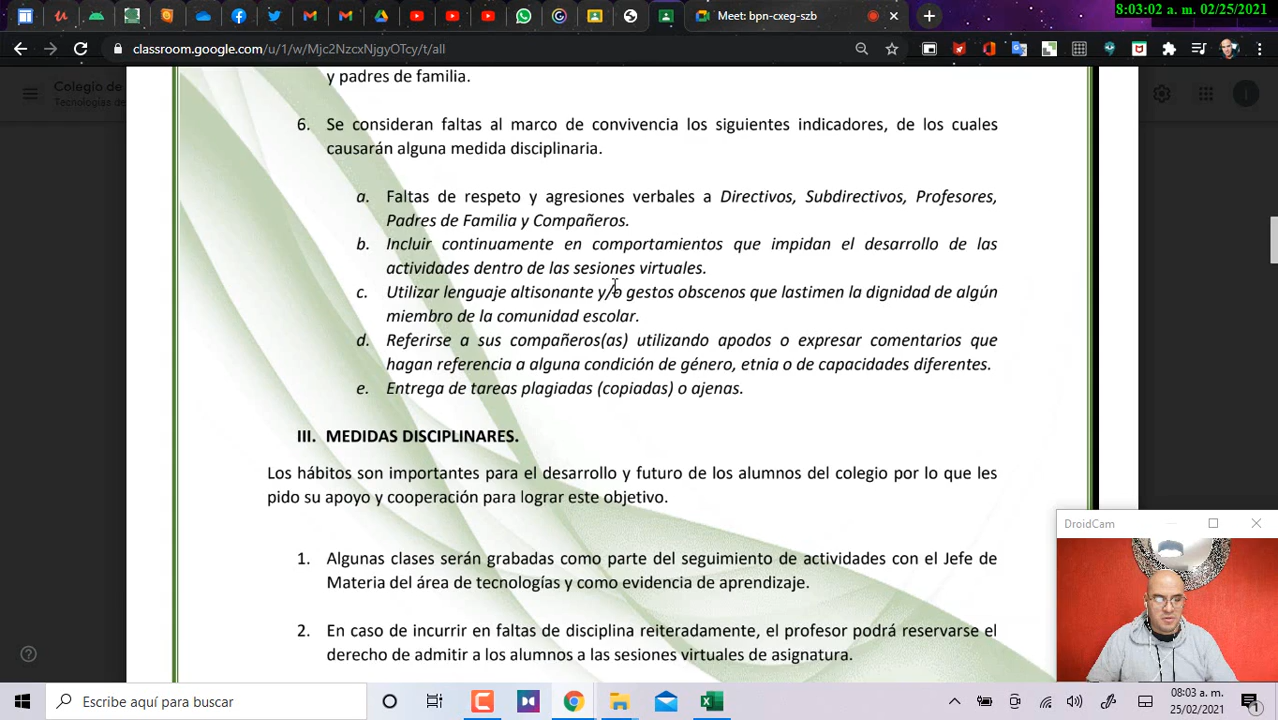 8:03:02 a. m. 02/25/2021
Meet: bpn-cxeg-szb
classroom.google.com/u/1/w/Mjc2NzcxNjgyOTcy/t/all
Colegio de
Tecnologías de
y padres de familia.
6. Se consideran faltas al marco de convivencia los siguientes indicadores, de los cuales
causarán alguna medida disciplinaria.
a. Faltas de respeto y agresiones verbales a Directivos, Subdirectivos, Profesores,
Padres de Familia y Compañeros.
b. Incluir continuamente en comportamientos que impidan el desarrollo de las
actividades dentro de las sesiones virtuales.
c. Utilizar lenguaje altisonante y/o gestos obscenos que lastimen la dignidad de algún
miembro de la comunidad escolar.
d. Referirse a sus compañeros(as) utilizando apodos o expresar comentarios que
hagan referencia a alguna condición de género, etnia o de capacidades diferentes.
e. Entrega de tareas plagiadas (copiadas) o ajenas.
III. MEDIDAS DISCIPLINARES.
Los hábitos son importantes para el desarrollo y futuro de los alumnos del colegio por lo que les
pido su apoyo y cooperación para lograr este objetivo.
DroidCam
1. Algunas clases serán grabadas como parte del seguimiento de actividades con el Jefe de
Materia del área de tecnologías y como evidencia de aprendizaje.
2. En caso de incurrir en faltas de disciplina reiteradamente, el profesor podrá reservarse el
derecho de admitir a los alumnos a las sesiones virtuales de asignatura.
Escribe aquí para buscar
08:03 a. m.
25/02/2021